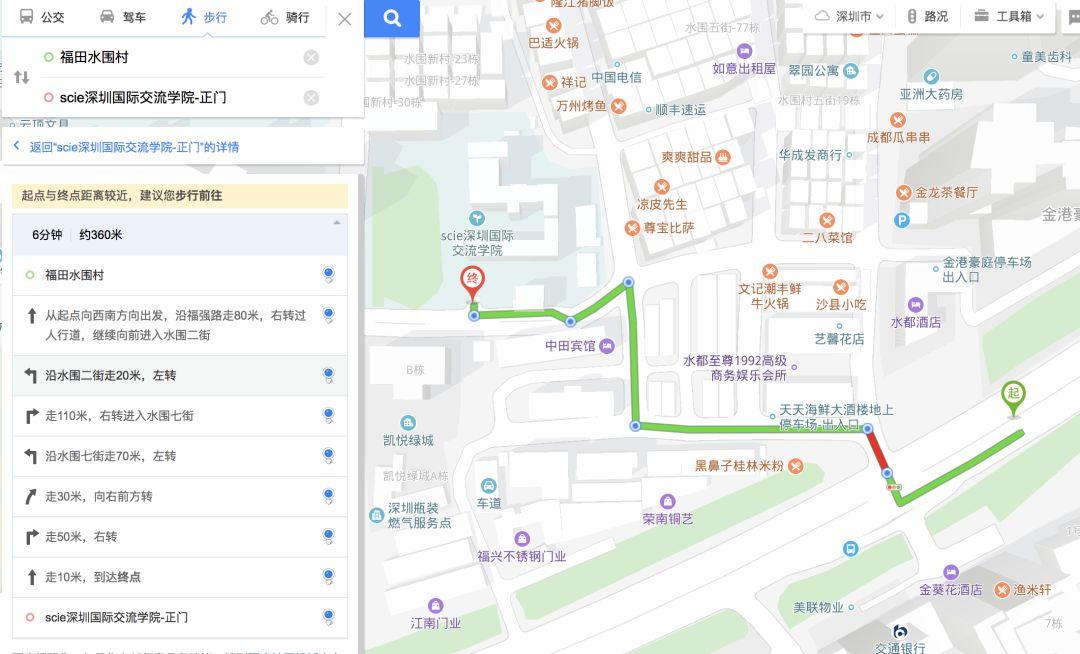 公交
驾车
步行
骑行
福田水围村
scie深圳国际交流学院-正门
返回“scie深圳国际交流学院-正门”的详情
起点与终点距离较近，建议您步行前往
6分钟
约360米
福田水围村
从起点向西南方向出发，沿福强路走80米，右转过
人行道，继续向前进入水围二街
沿水围二街走20米，左转
走110米，右转进入水围七街
沿水围七街走70米，左转
走30米，向右前方转
走50米，右转
走10米，到达终点
scie深圳国际交流学院-正门
深圳市
路况
工具箱
隆江猪脚饭
巴适火锅
水围五街-77栋
水围新村-23栋
水围新村-27栋
围新村-30栋
祥记
中国电信
万州烤鱼
顺丰速运
如意出租屋
翠园公寓
童美齿科
亚洲大药房
水围村五街19栋
成都瓜串串
爽爽甜品
华成发商行
凉皮先生
尊宝比萨
金龙茶餐厅
P
二八菜馆
金港豪
scie深圳国际
交流学院
终
金港豪庭停车场
出入口
文记潮丰鲜
牛火锅
沙县小吃
水都酒店
艺馨花店
中田宾馆
B栋
水都至尊1992高级
商务娱乐会所
起
天天海鲜大酒楼地上
停车场-出入口
凯悦绿城
黑鼻子桂林米粉
凯悦绿城A栋
车道
深圳瓶装
燃气服务点
荣南铜艺
福兴不锈钢门业
金葵花酒店
渔米轩
江南门业
美联物业
7栋
交通银行